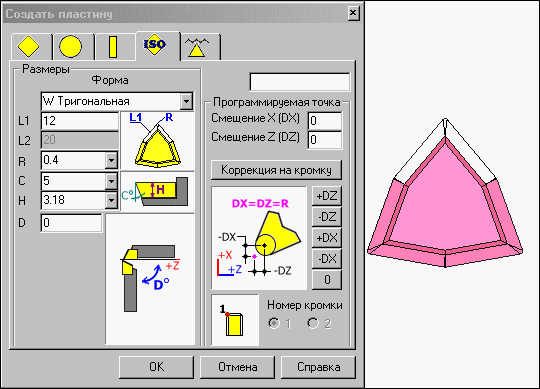 Создать пластину
ISO
Размеры
Форма
W Тригональная
L1 12
L2 20
R 0.4
C 5
H 3.18
D 0
L1 R
C° H
+Z
D°
Программируемая точка
Смещение X (DX) 0
Смещение Z (DZ) 0
Коррекция на кромку
DX=DZ=R
-DX
+X
+Z
-DZ
+DZ
-DZ
+DX
-DX
0
1
Номер кромки
1 2
OK Отмена Справка